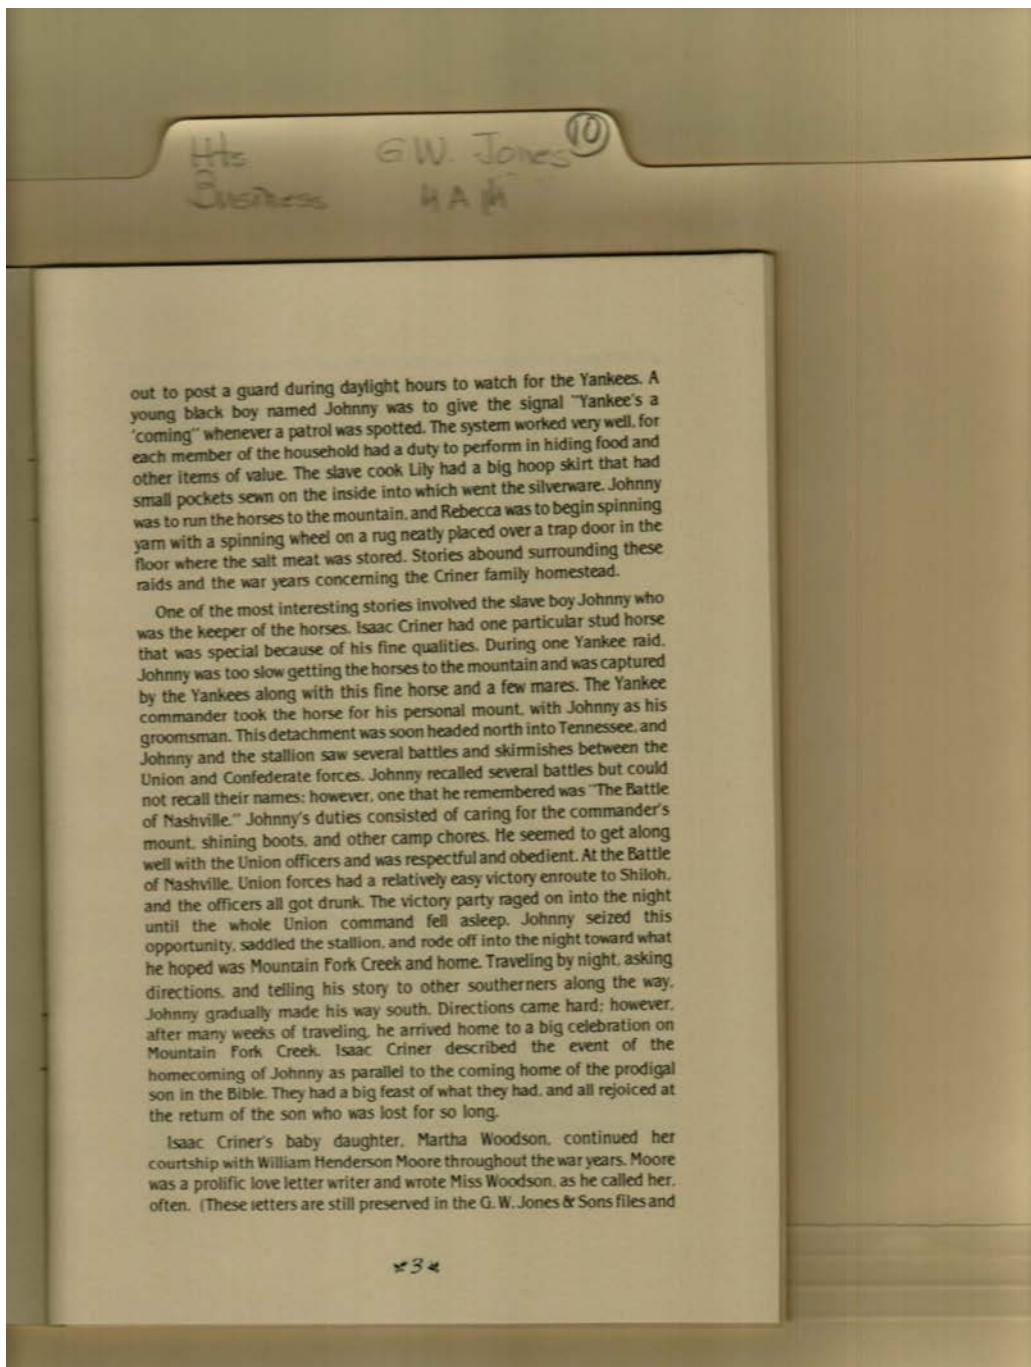 Hts G.W. Jones 10
Business
out to post a guard during daylight hours to watch for the Yankees. A
young black boy named Johnny was to give the signal "Yankee's a
'coming" whenever a patrol was spotted. The system worked very well, for
each member of the household had a duty to perform in hiding food and
other items of value. The slave cook Lily had a big hoop skirt that had
small pockets sewn on the inside into which went the silverware. Johnny
was to run the horses to the mountain, and Rebecca was to begin spinning
yarn with a spinning wheel on a rug neatly placed over a trap door in the
floor where the salt meat was stored. Stories abound surrounding these
raids and the war years concerning the Criner family homestead.
One of the most interesting stories involved the slave boy Johnny who
was the keeper of the horses. Isaac Criner had one particular stud horse
that was special because of his fine qualities. During one Yankee raid,
Johnny was too slow getting the horses to the mountain and was captured
by the Yankees along with this fine horse and a few mares. The Yankee
commander took the horse for his personal mount, with Johnny as his
groomsman. This detachment was soon headed north into Tennessee, and
Johnny and the stallion saw several battles and skirmishes between the
Union and Confederate forces. Johnny recalled several battles but could
not recall their names; however, one that he remembered was "The Battle
of Nashville." Johnny's duties consisted of caring for the commander's
mount, shining boots, and other camp chores. He seemed to get along
well with the Union officers and was respectful and obedient. At the Battle
of Nashville, Union forces had a relatively easy victory enroute to Shiloh,
and the officers all got drunk. The victory party raged on into the night
until the whole Union command fell asleep. Johnny seized this
opportunity, saddled the stallion, and rode off into the night toward what
he hoped was Mountain Fork Creek and home. Traveling by night, asking
directions, and telling his story to other southerners along the way,
Johnny gradually made his way south. Directions came hard; however,
after many weeks of traveling, he arrived home to a big celebration on
Mountain Fork Creek. Isaac Criner described the event of the
homecoming of Johnny as parallel to the coming home of the prodigal
son in the Bible. They had a big feast of what they had, and all rejoiced at
the return of the son who was lost for so long.
Isaac Criner's baby daughter, Martha Woodson, continued her
courtship with William Henderson Moore throughout the war years. Moore
was a prolific love letter writer and wrote Miss Woodson, as he called her,
often. (These letters are still preserved in the G. W. Jones & Sons files and
3